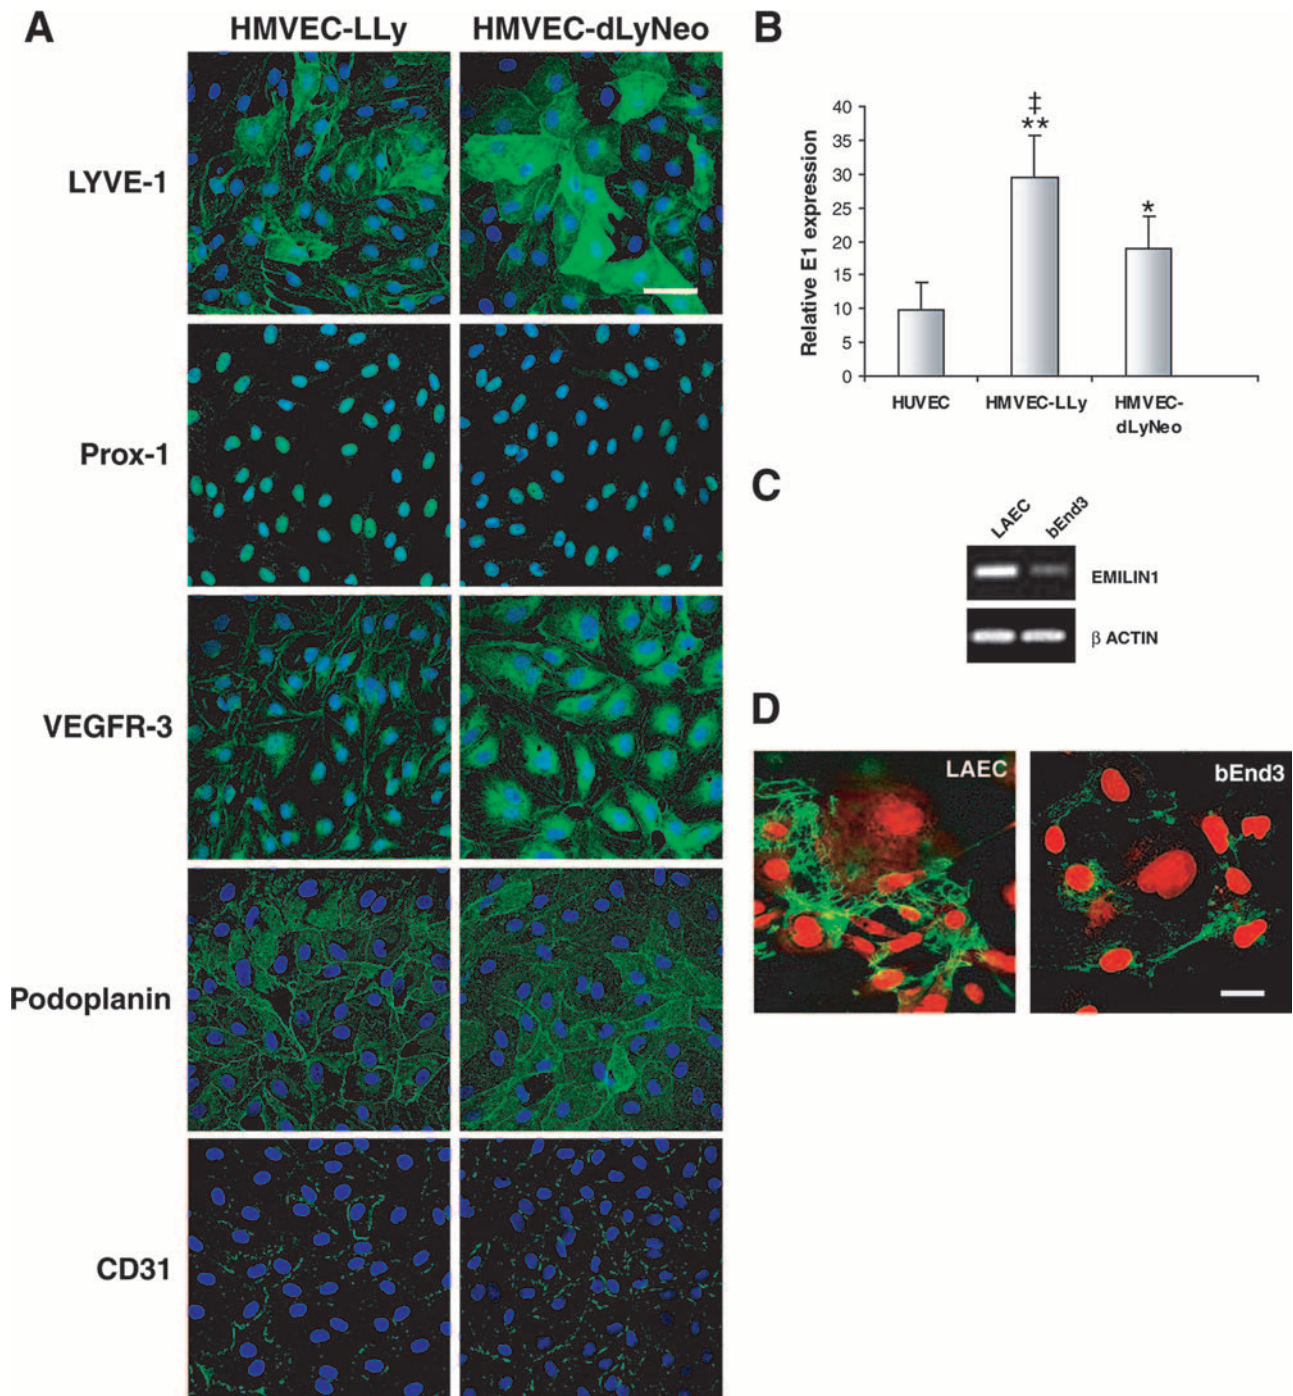 A
HMVEC-LLy
HMVEC-dLyNeo
LYVE-1
Prox-1
VEGFR-3
Podoplanin
CD31
B
Relative E1 expression
40
35
30
25
20
15
10
5
0
‡
**
*
HUVEC
HMVEC-LLy
HMVEC-
dLyNeo
C
LAEC
bEnd3
EMILIN1
β ACTIN
D
LAEC
bEnd3